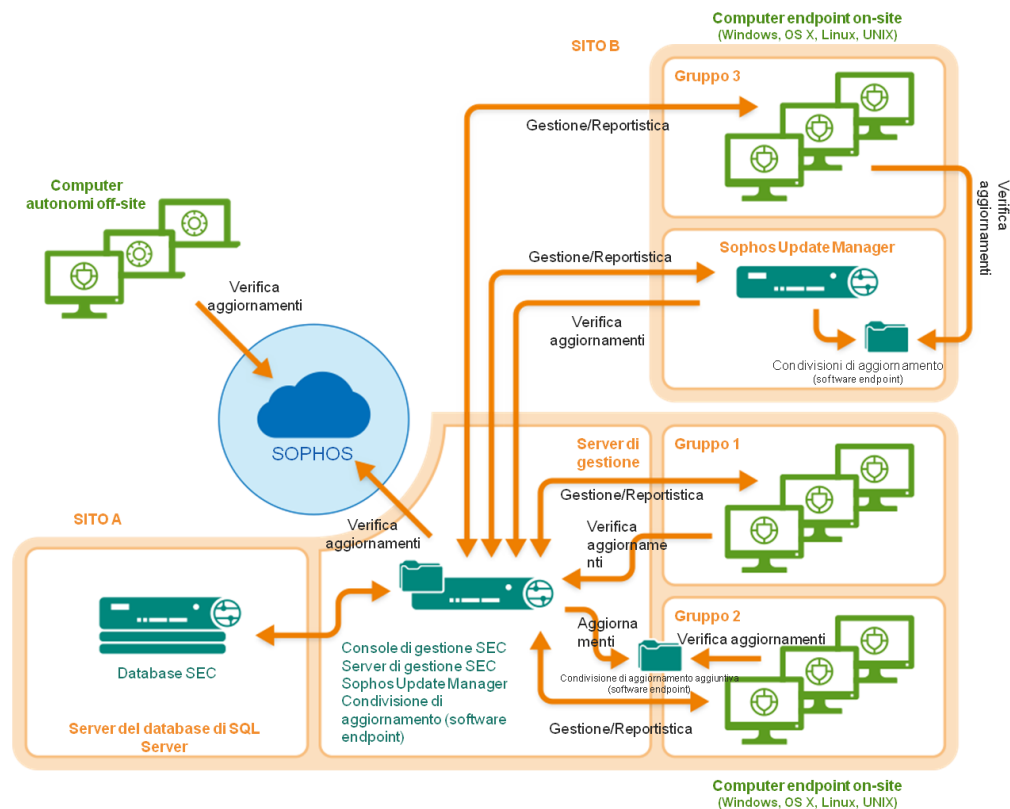 Computer endpoint on-site
(Windows, OS X, Linux, UNIX)
SITO B
Gruppo 3
Gestione/Reportistica
Verifica
aggiornamenti
Computer
autonomi off-site
Verifica
aggiornamenti
Sophos Update Manager
Gestione/Reportistica
Verifica
aggiornamenti
Condivisioni di aggiornamento
(software endpoint)
SOPHOS
Server di
gestione
Gruppo 1
Gestione/Reportistica
Verifica
aggiorname
nti
SITO A
Verifica
aggiornamenti
Database SEC
Server del database di SQL
Server
Console di gestione SEC
Server di gestione SEC
Sophos Update Manager
Condivisione di
aggiornamento (software
endpoint)
Aggiorna
menti
Gruppo 2
Verifica aggiornamenti
Condivisione di aggiornamento aggiuntiva
(software endpoint)
Gestione/Reportistica
Computer endpoint on-site
(Windows, OS X, Linux, UNIX)